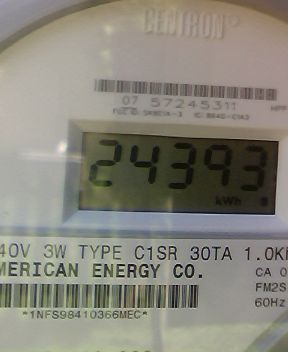 CENTRON®
07 57245311
24393
kWh
40V 3W TYPE C1SR 30TA 1.0K
MERICAN ENERGY CO.
CA 0
FM2S
60Hz
*1NFS98410366MEC*